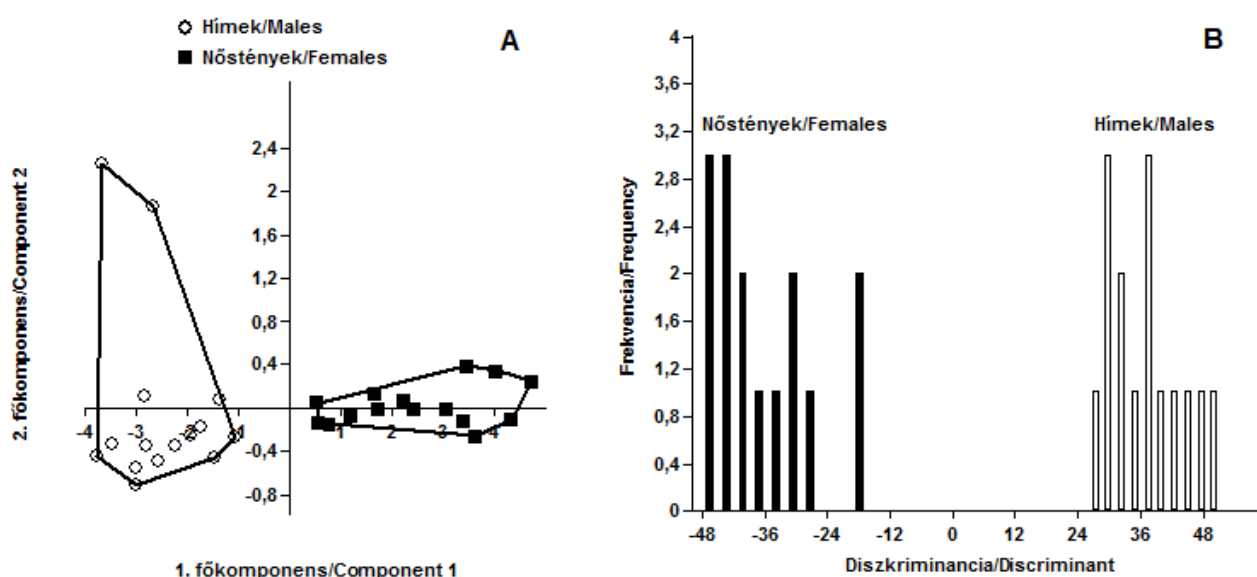 Hímek/Males
Nőstények/Females
A
2,4
2
1,6
1,2
0,8
0,4
-4 -3 -2 1 2 3 4
-0,4
-0,8
2. főkomponens/Component 2
1. főkomponens/Component 1
B
4
3,6
3,2
2,8
2,4
2
1,6
1,2
0,8
0,4
0
Nőstények/Females
Hímek/Males
Frekvencia/Frequency
-48 -36 -24 -12 0 12 24 36 48
Diszkriminancia/Discriminant